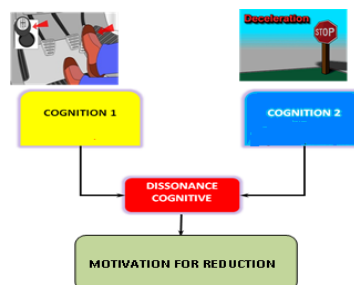 Deceleration
STOP
COGNITION 1
COGNITION 2
DISSONANCE
COGNITIVE
MOTIVATION FOR REDUCTION